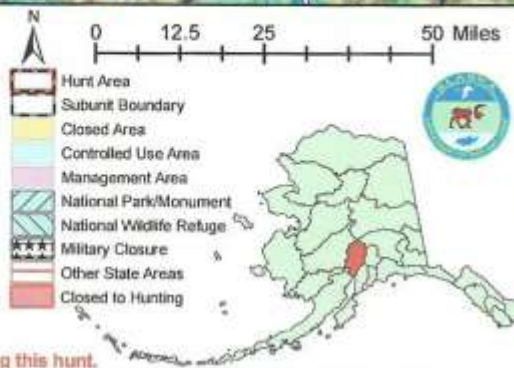 N
0 12.5 25 50 Miles
Hunt Area
Subunit Boundary
Closed Area
Controlled Use Area
Management Area
National Park/Monument
National Wildlife Refuge
Military Closure
Other State Areas
Closed to Hunting
ALASKA
g this hunt.